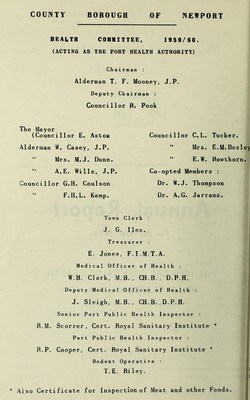 COUNTY BOROUGH OF NEWPORT
HEALTH COMMITTEE, 1959/60.
(ACTING AS THE PORT HEALTH AUTHORITY)
Chairman :
Alderman T. F. Mooney, J.P.
Deputy Chairman :
Councillor R. Pook
The Mayor
(Councillor E. Aston
Alderman W. Casey, J.P.
" Mrs. M.J. Dunn.
" A.E. Wills, J.P.
Councillor G.H. Coulson
" F.H.L. Kemp.
Councillor C.L. Tucker.
" Mrs. E.M. Bosley
" E.W. Rowthorn.
Co-opted Members :
Dr. W.J. Thompson
Dr. A.G. Jarrans.
Town Clerk
J. G. Iles.
Treasurer :
E. Jones, F.I.M.T.A.
Medical Officer of Health :
W.B. Clark, M.B., CH.B., D.P.H.
Deputy Medical Officer of Health :
J. Sleigh, M.B., CH.B., D.P.H.
Senior Port Public Health Inspector :
R.M. Scorrer, Cert. Royal Sanitary Institute *
Port Public Health Inspector :
R.P. Cooper, Cert. Royal Sanitary Institute *
Rodent Operative :
T.E. Riley.
* Also Certificate for Inspection of Meat and other Foods.